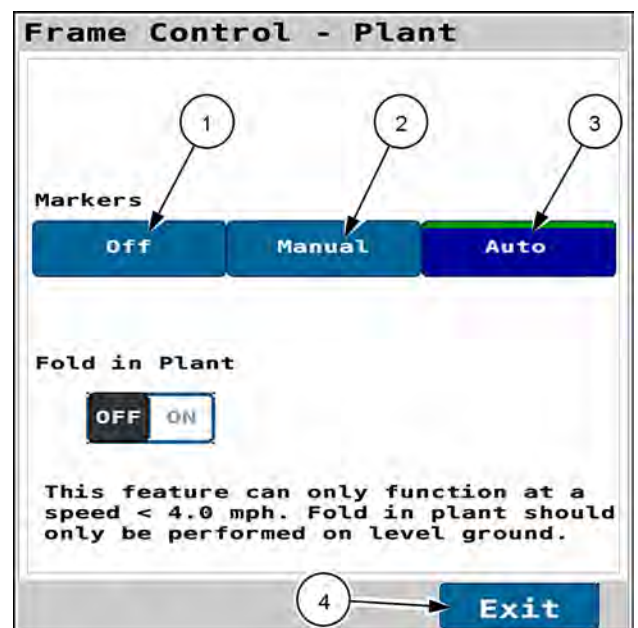 Frame Control - Plant
1 2 3
Markers
Off Manual Auto
Fold in Plant
OFF ON
This feature can only function at a
speed < 4.0 mph. Fold in plant should
only be performed on level ground.
4 Exit